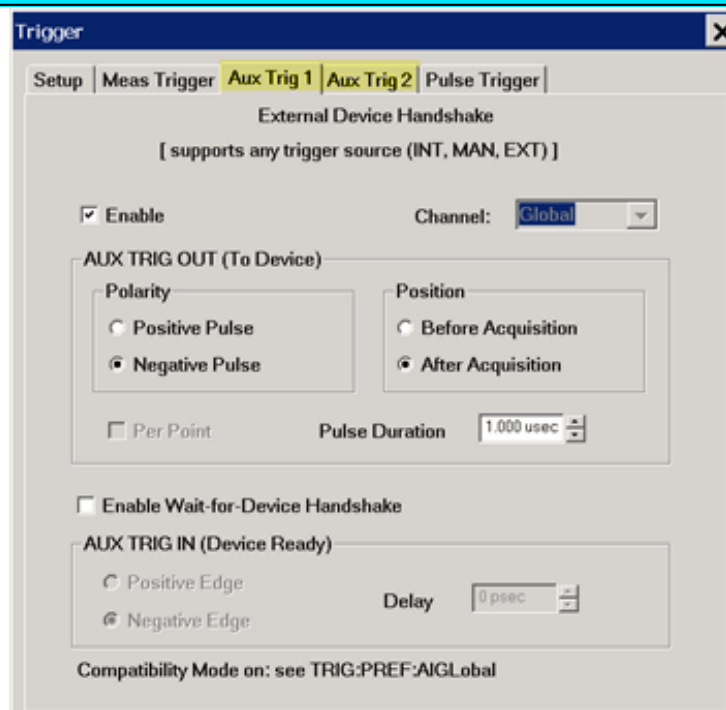 Trigger
Setup Meas Trigger Aux Trig 1 Aux Trig 2 Pulse Trigger
External Device Handshake
[ supports any trigger source (INT, MAN, EXT) ]
Enable Channel: Global
AUX TRIG OUT (To Device)
Polarity Position
Positive Pulse Before Acquisition
Negative Pulse After Acquisition
Per Point Pulse Duration 1.000 usec
Enable Wait-for-Device Handshake
AUX TRIG IN (Device Ready)
Positive Edge
Delay 0 psec
Negative Edge
Compatibility Mode on: see TRIG:PREF:AIGLobal